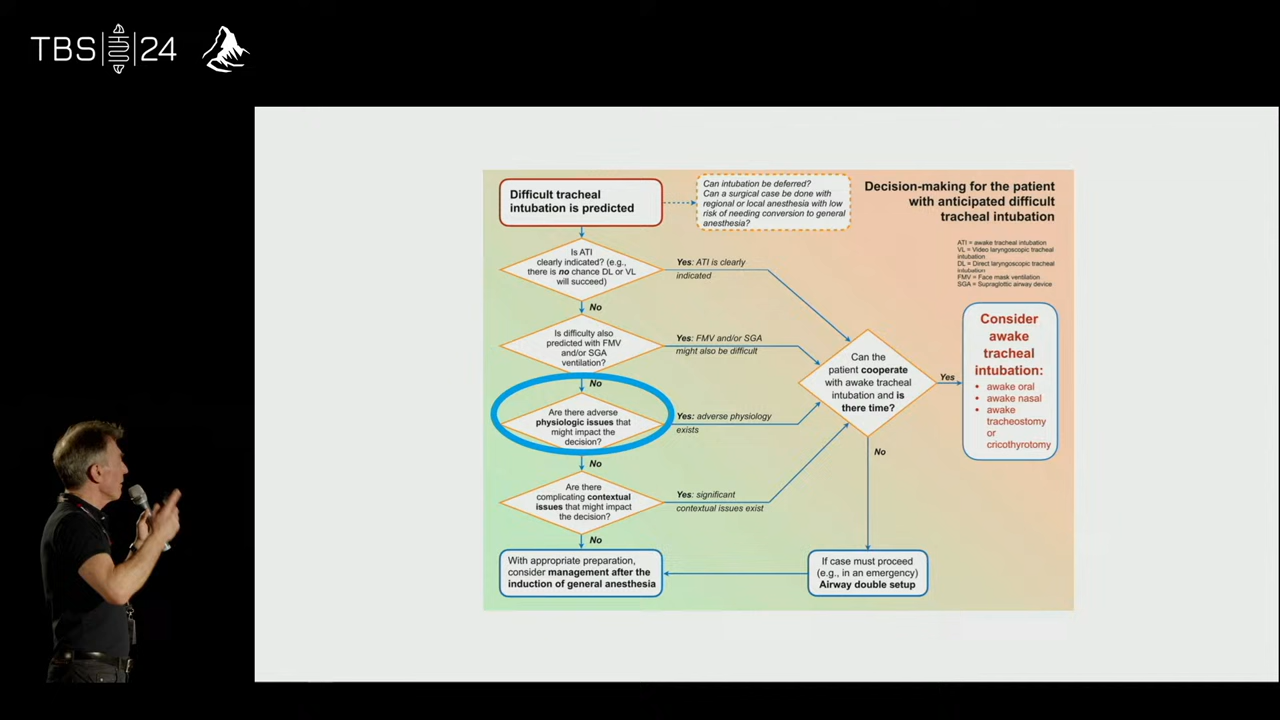 TBS 24
Difficult tracheal
intubation is predicted
Can intubation be deferred?
Can a surgical case be done with
regional or local anesthesia with low
risk of needing conversion to general
anesthesia?
Decision-making for the patient
with anticipated difficult
tracheal intubation
ATI = awake tracheal intubation
VL = Video laryngoscopic tracheal
intubation
DL = Direct laryngoscopic tracheal
intubation
FMV = Face mask ventilation
SGA = Supraglottic airway device
Is ATI
clearly indicated? (e.g.,
there is no chance DL or VL
will succeed)
Yes: ATI is clearly
indicated
No
Is difficulty also
predicted with FMV
and/or SGA
ventilation?
Yes: FMV and/or SGA
might also be difficult
No
Are there adverse
physiologic issues that
might impact the
decision?
Yes: adverse physiology
exists
No
Are there
complicating contextual
issues that might impact
the decision?
Yes: significant
contextual issues exist
No
With appropriate preparation,
consider management after the
induction of general anesthesia
Can the
patient cooperate
with awake tracheal
intubation and is
there time?
Yes
No
Consider
awake
tracheal
intubation:
• awake oral
• awake nasal
• awake
tracheostomy
or
cricothyrotomy
If case must proceed
(e.g., in an emergency)
Airway double setup